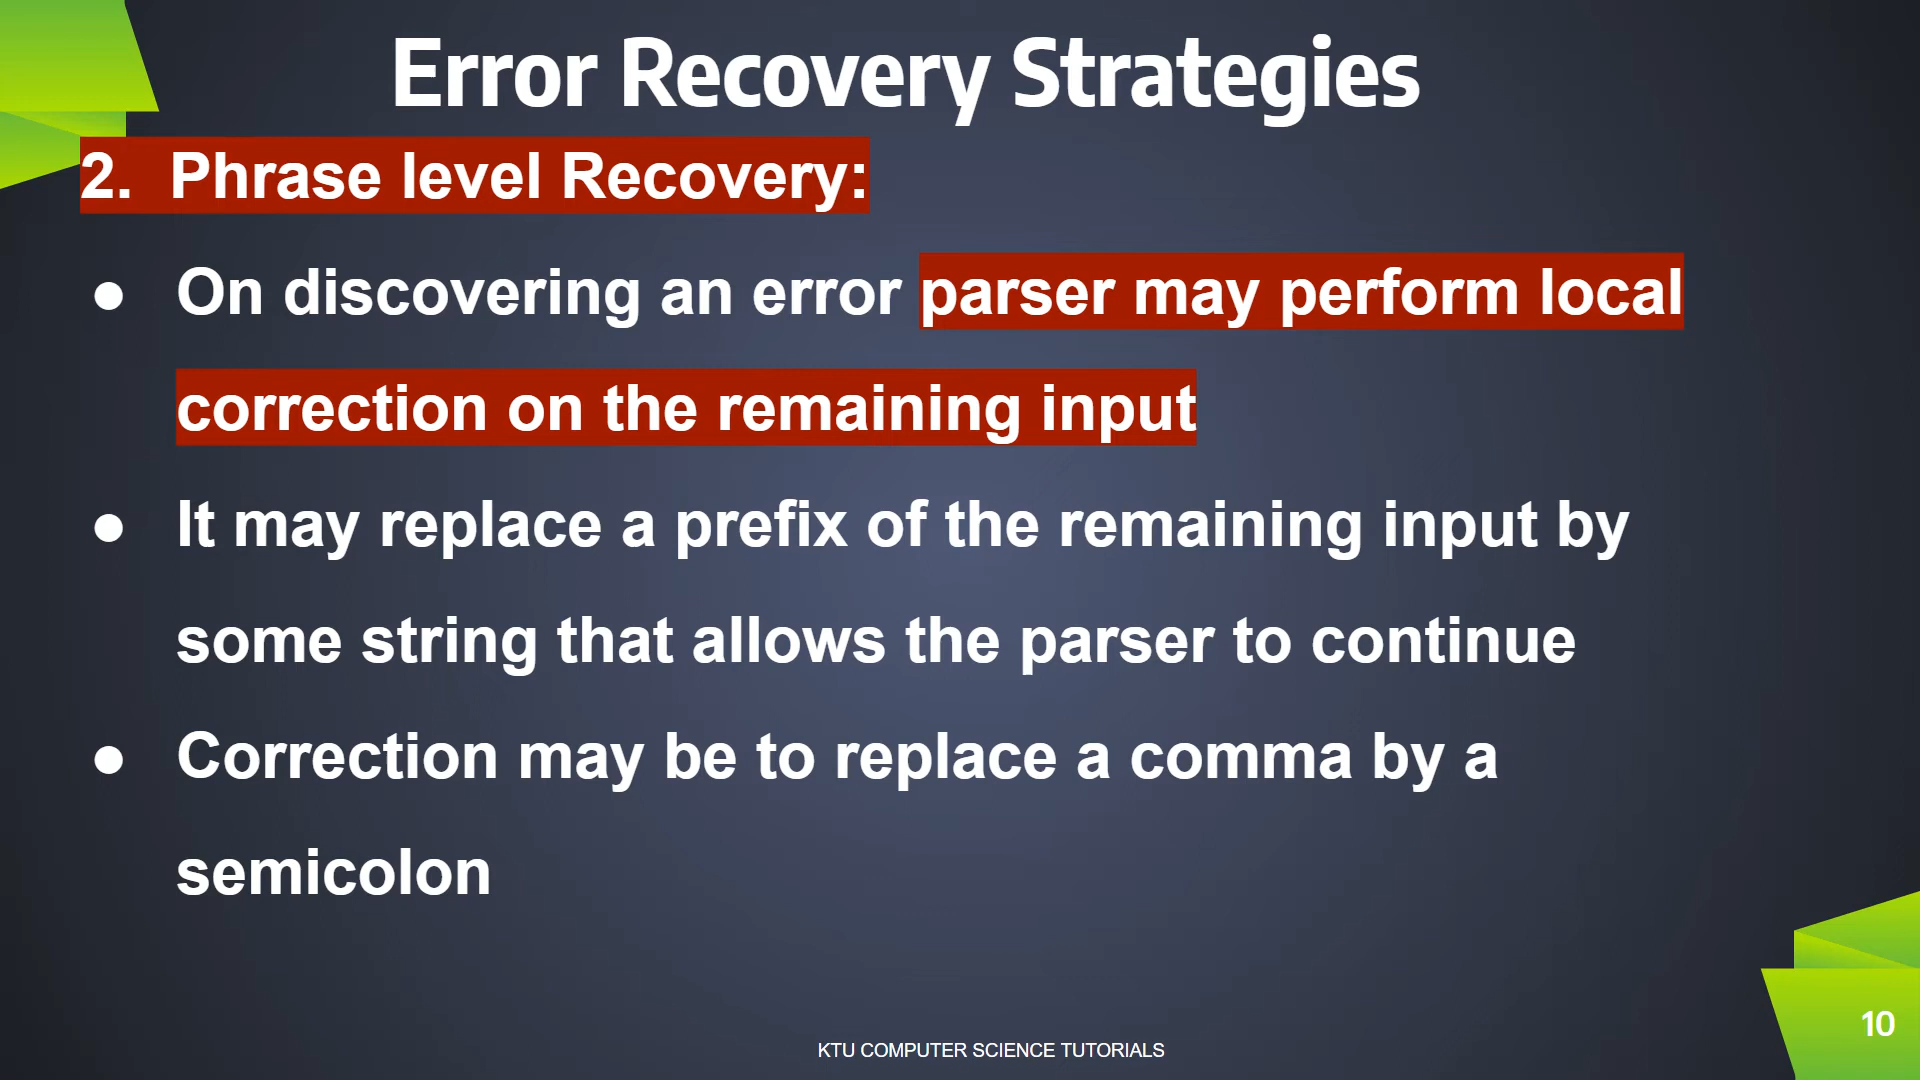 Error Recovery Strategies
2. Phrase level Recovery:
● On discovering an error parser may perform local
correction on the remaining input
● It may replace a prefix of the remaining input by
some string that allows the parser to continue
● Correction may be to replace a comma by a
semicolon
KTU COMPUTER SCIENCE TUTORIALS
10